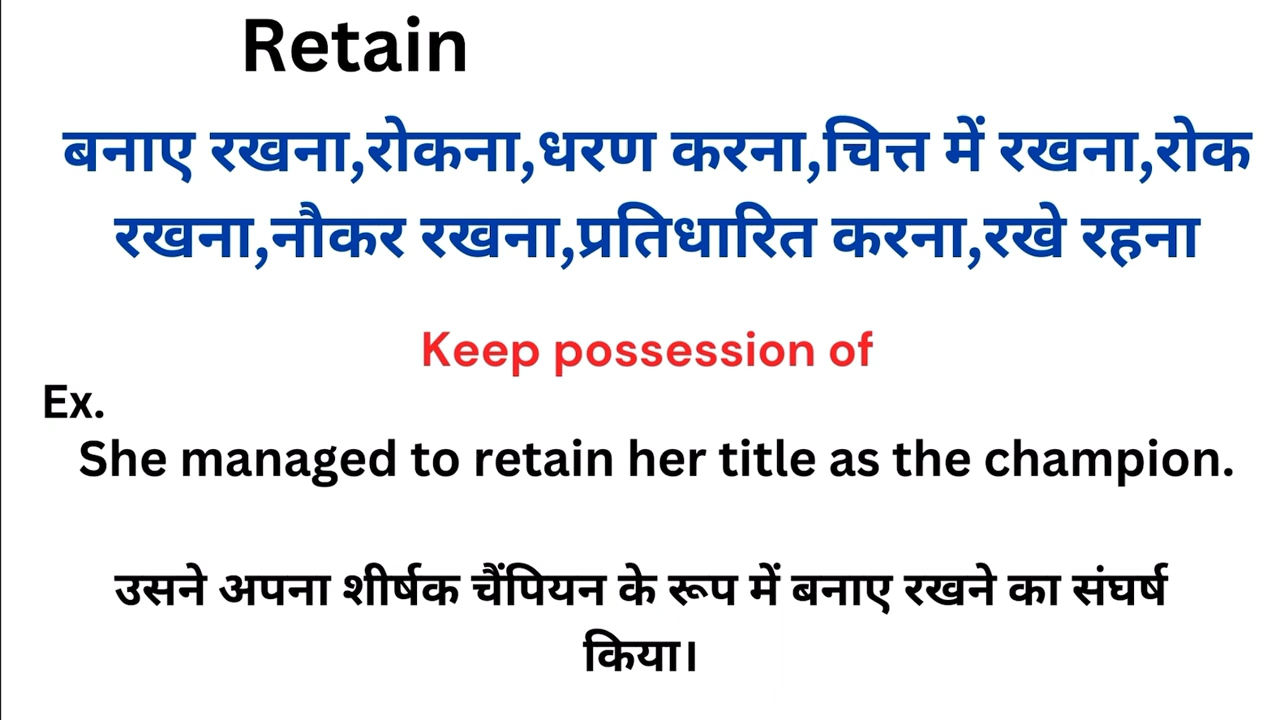 Retain
बनाए रखना,रोकना,धरण करना,चित्त में रखना,रोक
रखना,नौकर रखना,प्रतिधारित करना,रखे रहना
Keep possession of
Ex.
She managed to retain her title as the champion.
उसने अपना शीर्षक चैंपियन के रूप में बनाए रखने का संघर्ष
किया।